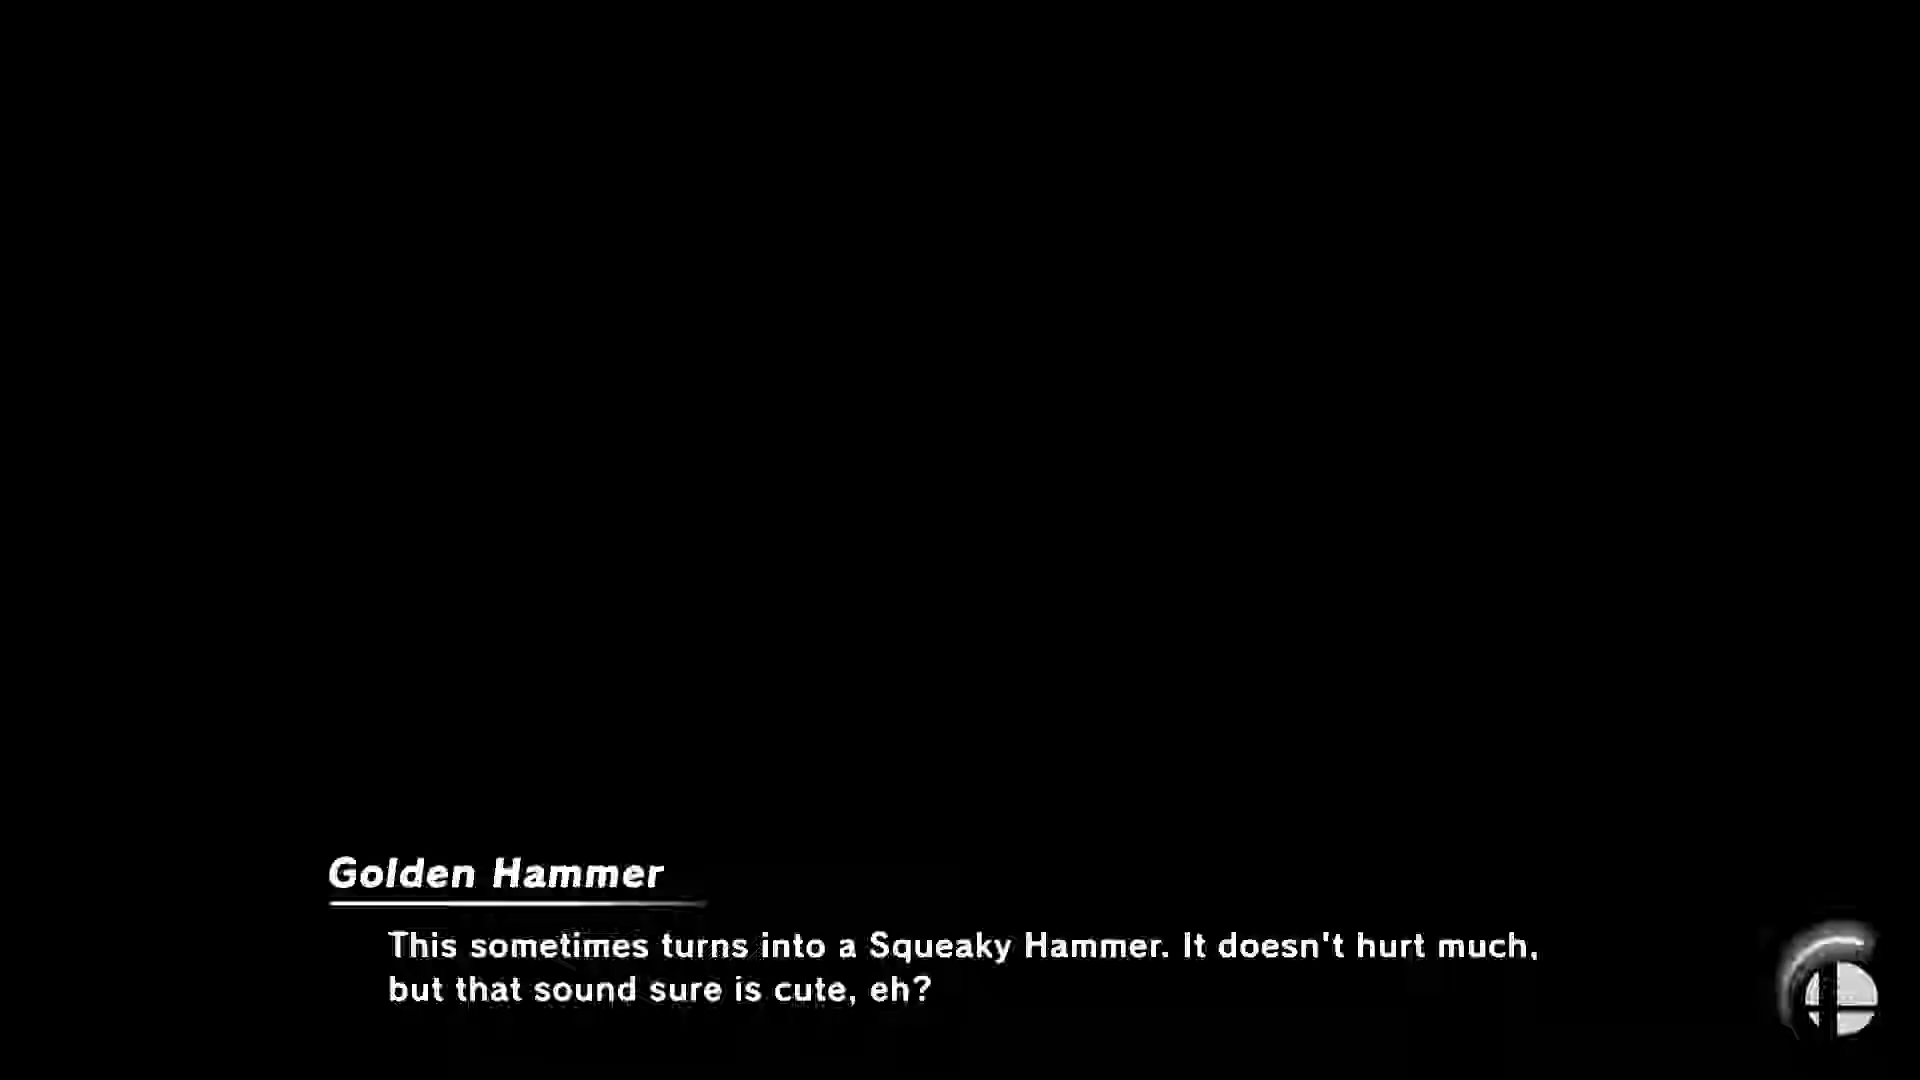 Golden Hammer
This sometimes turns into a Squeaky Hammer. It doesn't hurt much,
but that sound sure is cute, eh?